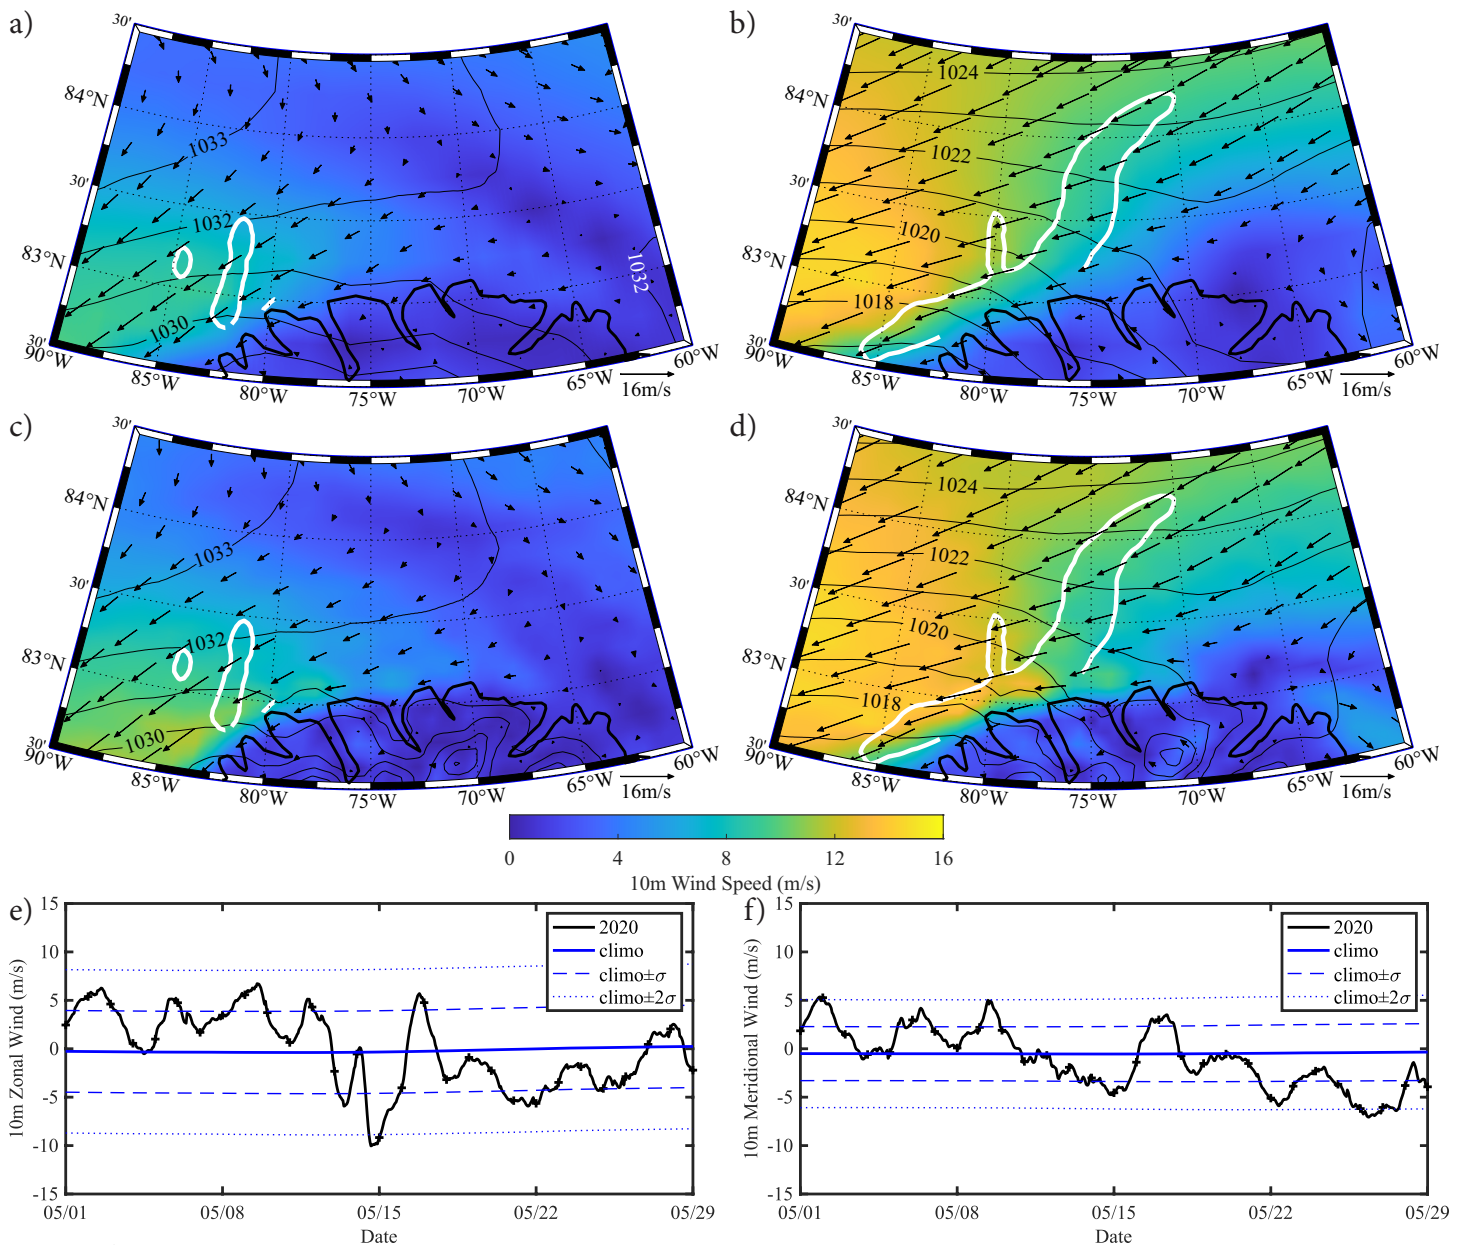 a)
30'
84°N
30'
83°N
30'
90°W
85°W
80°W
75°W
70°W
65°W
60°W
1033
1032
1030
1032
16m/s
b)
30'
84°N
30'
83°N
30'
90°W
85°W
80°W
75°W
70°W
65°W
60°W
1024
1022
1020
1018
16m/s
c)
30'
84°N
30'
83°N
30'
90°W
85°W
80°W
75°W
70°W
65°W
60°W
1033
1032
1030
16m/s
d)
30'
84°N
30'
83°N
30'
90°W
85°W
80°W
75°W
70°W
65°W
60°W
1024
1022
1020
1018
16m/s
0 4 8 12 16
10m Wind Speed (m/s)
e)
10m Zonal Wind (m/s)
15
10
5
0
-5
-10
-15
2020
climo
climo±σ
climo±2σ
05/01 05/08 05/15 05/22 05/29
Date
f)
10m Meridional Wind (m/s)
15
10
5
0
-5
-10
-15
2020
climo
climo±σ
climo±2σ
05/01 05/08 05/15 05/22 05/29
Date